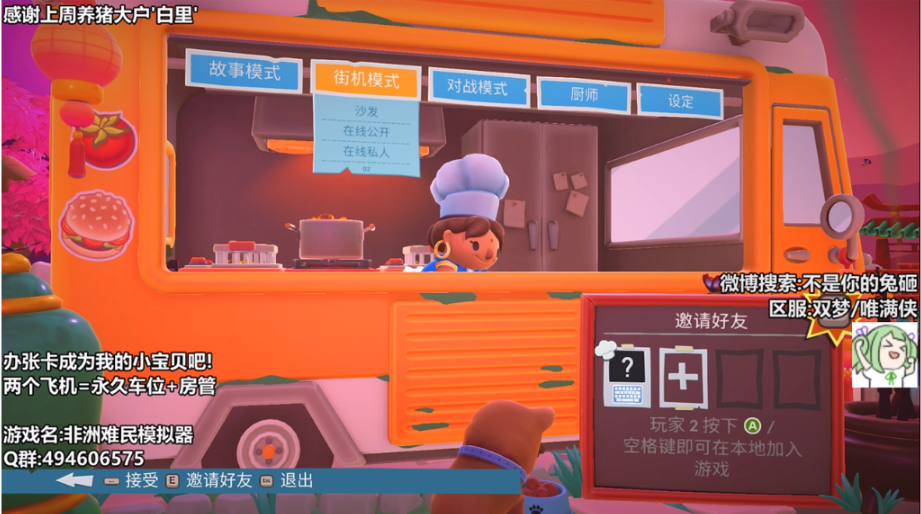 感谢上周养猪大户'白里'
故事模式
街机模式
对战模式
厨师
设定
沙发
在线公开
在线私人
微博搜索:不是你的兔砸
区服:双梦/唯满侠
邀请好友
?
玩家 2 按下 A /
空格键即可在本地加入
游戏
办张卡成为我的小宝贝吧!
两个飞机=永久车位+房管
游戏名:非洲难民模拟器
Q群:494606575
接受 E 邀请好友 退出